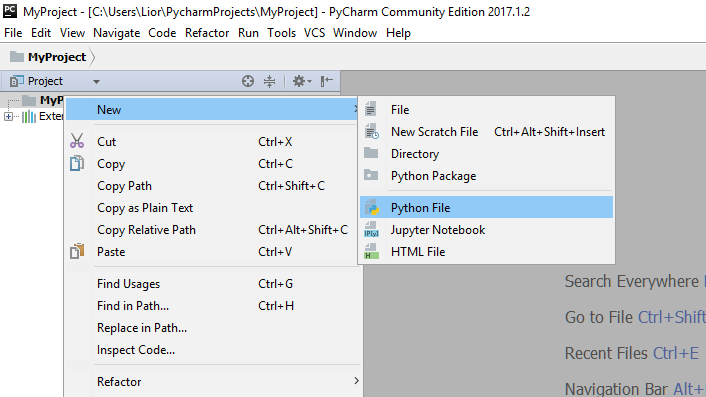 PC MyProject - [C:\Users\Lior\PycharmProjects\MyProject] - PyCharm Community Edition 2017.1.2
File Edit View Navigate Code Refactor Run Tools VCS Window Help
MyProject
Project
MyP
Exter
New
Cut Ctrl+X
Copy Ctrl+C
Copy Path Ctrl+Shift+C
Copy as Plain Text
Copy Relative Path Ctrl+Alt+Shift+C
Paste Ctrl+V
Find Usages Ctrl+G
Find in Path... Ctrl+H
Replace in Path...
Inspect Code...
Refactor
File
New Scratch File Ctrl+Alt+Shift+Insert
Directory
Python Package
Python File
IP[y] Jupyter Notebook
H HTML File
Search Everywhere
Go to File Ctrl+Shift
Recent Files Ctrl+E
Navigation Bar Alt+